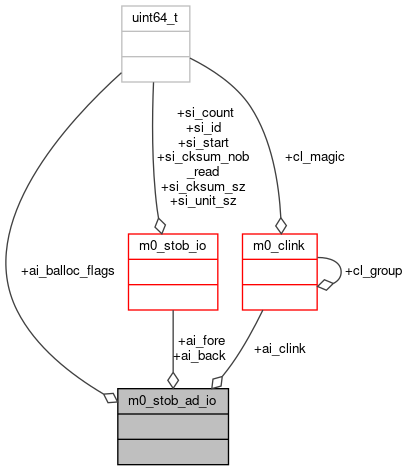 uint64_t
+si_count
+si_id
+si_start
+si_cksum_nob
_read
+si_cksum_sz
+si_unit_sz
+cl_magic
m0_stob_io
m0_clink
+ai_balloc_flags
+cl_group
+ai_fore
+ai_back
+ai_clink
m0_stob_ad_io